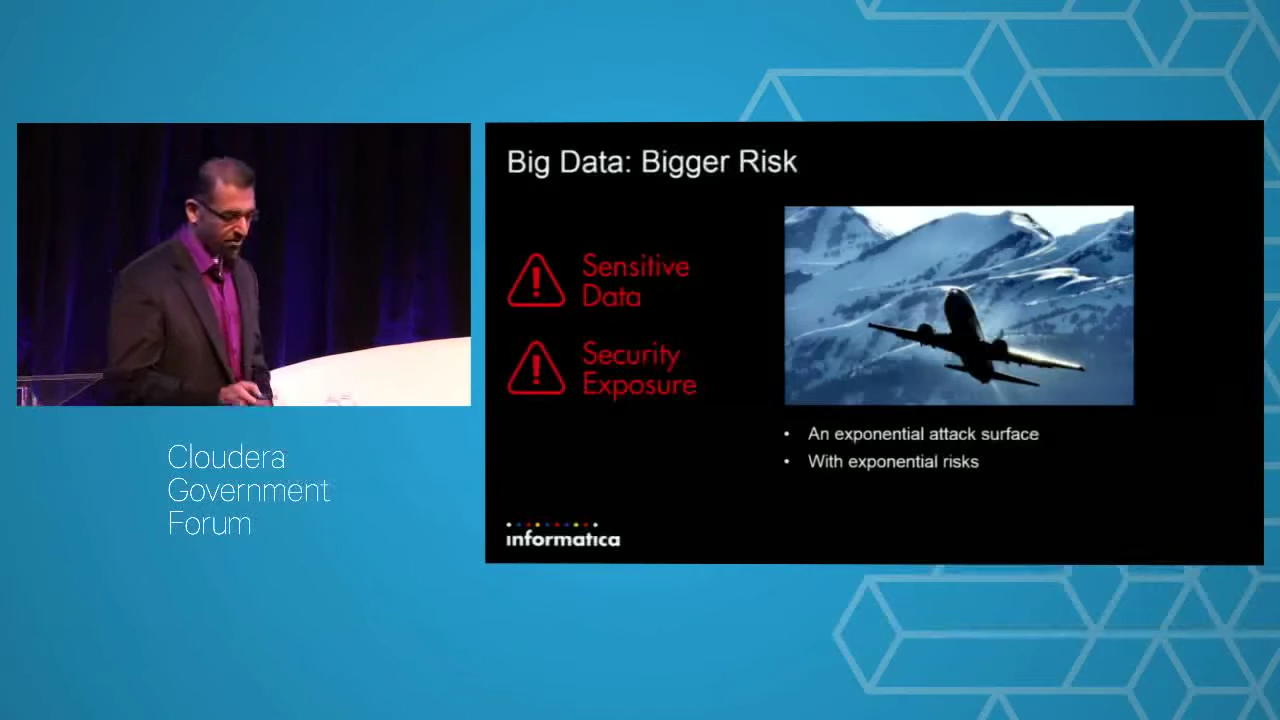 Big Data: Bigger Risk
Sensitive
Data
Security
Exposure
• An exponential attack surface
• With exponential risks
informatica
Cloudera
Government
Forum